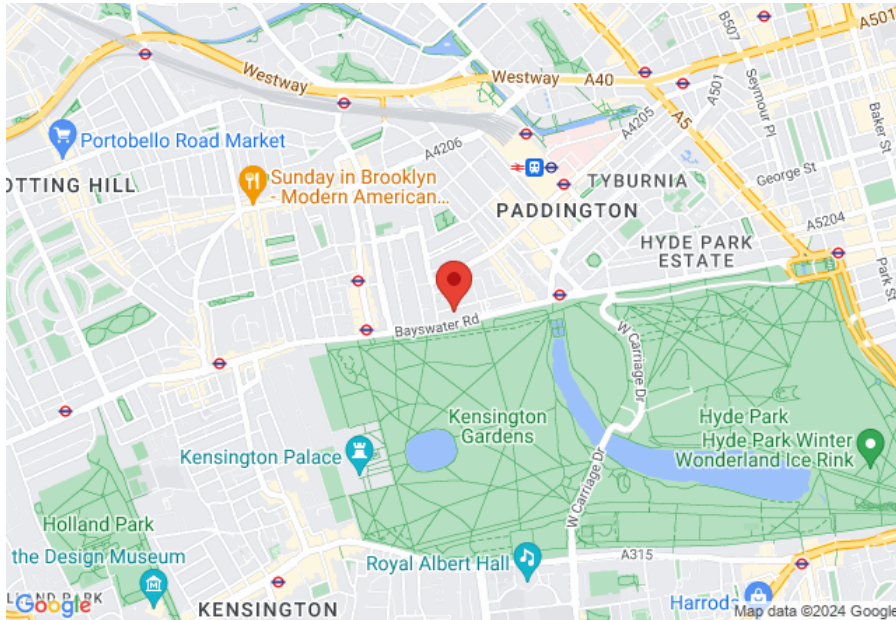 A501
B507
Westway
Westway
A40
A501
Seymour Pl
Baker St
A5
A4205
Portobello Road Market
A4206
Sunday in Brooklyn
- Modern American...
OTTING HILL
TYBURNIA
George St
PADDINGTON
A5204
HYDE PARK
ESTATE
Park St
Bayswater Rd
W Carriage Dr
Kensington
Gardens
Hyde Park
Hyde Park Winter
Wonderland Ice Rink
Kensington Palace
W Carriage Dr
Holland Park
the Design Museum
Royal Albert Hall
A315
LLAND PARK
Google
KENSINGTON
Harrods
Map data ©2024 Google